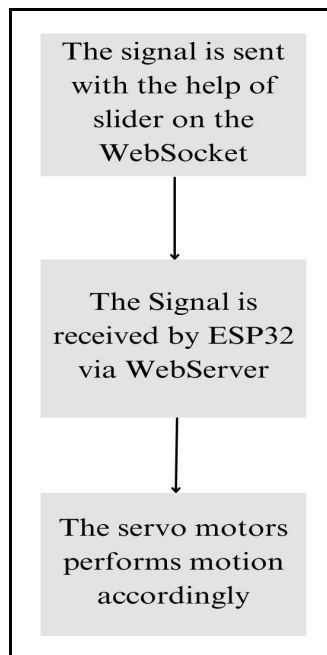 The signal is sent
with the help of
slider on the
WebSocket
The Signal is
received by ESP32
via WebServer
The servo motors
performs motion
accordingly